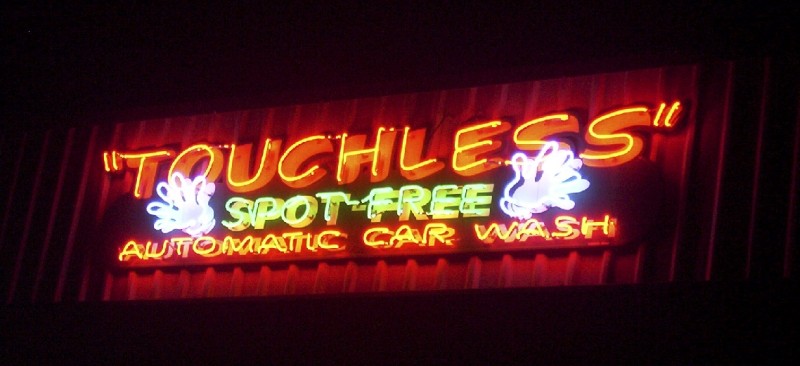 "TOUCHLESS"
SPOT-FREE
AUTOMATIC CAR WASH